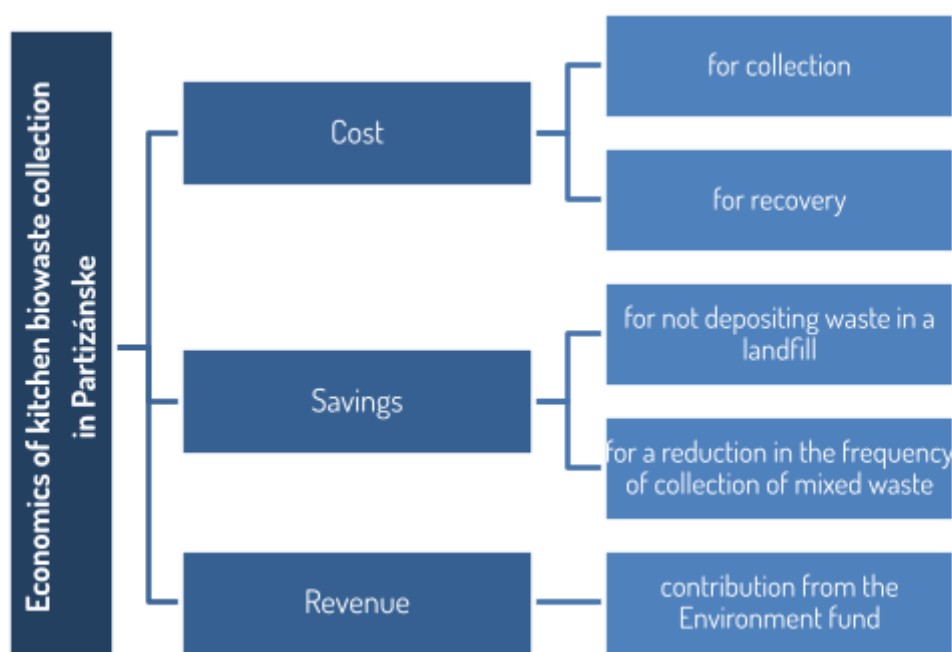 Economics of kitchen biowaste collection
in Partizánske
Cost
for collection
for recovery
Savings
for not depositing waste in a
landfill
for a reduction in the frequency
of collection of mixed waste
Revenue
contribution from the
Environment fund